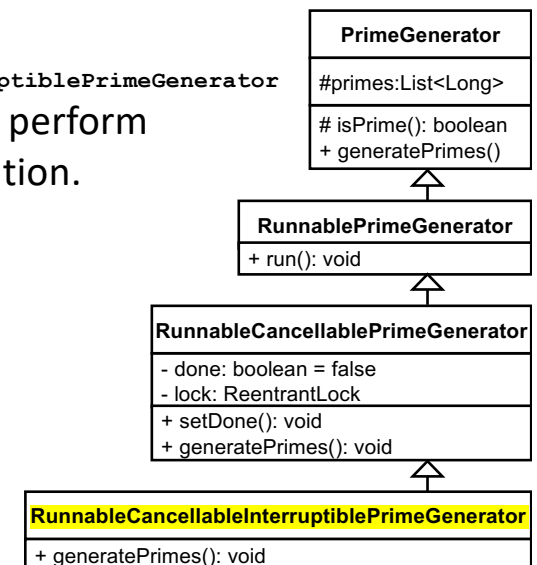 PrimeGenerator
#primes:List<Long>
# isPrime(): boolean
+ generatePrimes()
ptiblePrimeGenerator
perform
tion.
RunnablePrimeGenerator
+ run(): void
RunnableCancellablePrimeGenerator
- done: boolean = false
- lock: ReentrantLock
+ setDone(): void
+ generatePrimes(): void
RunnableCancellableInterruptiblePrimeGenerator
+ generatePrimes(): void